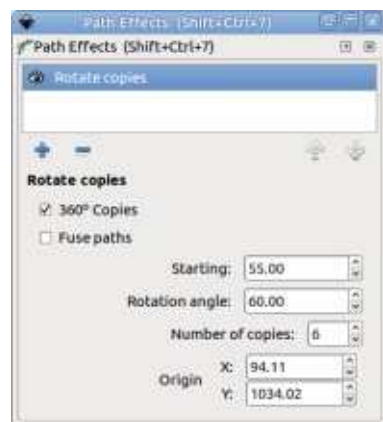 Path Effects (Shift+Ctrl+7)
Path Effects (Shift+Ctrl+7)
Rotate copies
Rotate copies
360° Copies
Fuse paths
Starting: 55.00
Rotation angle: 60.00
Number of copies: 6
Origin X: 94.11
Y: 1034.02